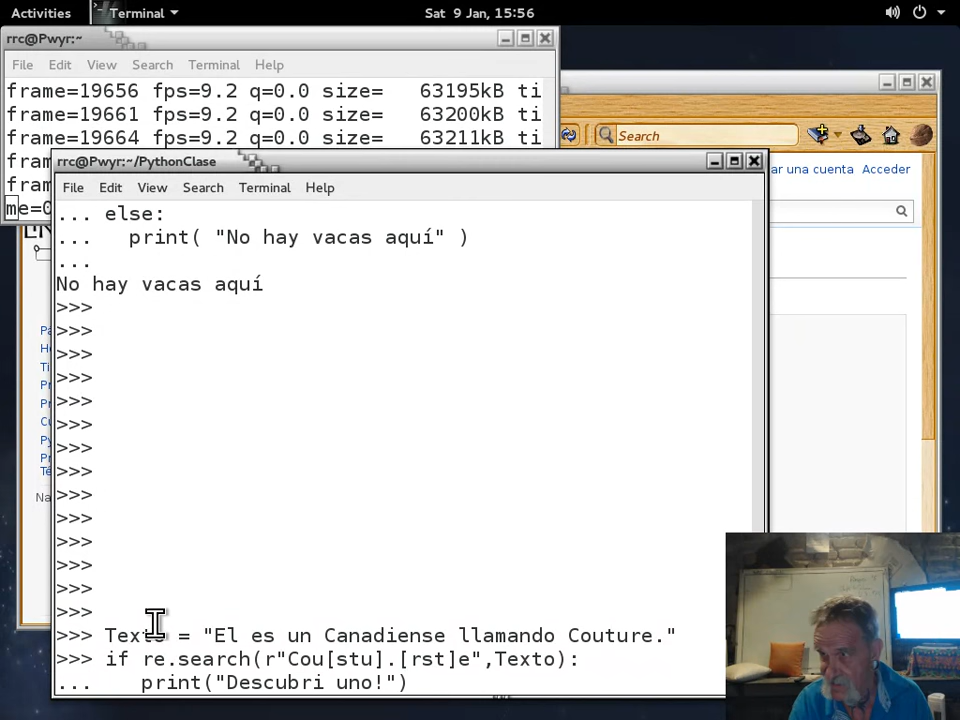 Activities
Terminal
Sat 9 Jan, 15:56
rrc@Pwyr:~
File Edit View Search Terminal Help
frame=19656 fps=9.2 q=0.0 size= 63195kB ti
frame=19661 fps=9.2 q=0.0 size= 63200kB ti
frame=19664 fps=9.2 q=0.0 size= 63211kB ti
Search
ar una cuenta Acceder
rrc@Pwyr:~/PythonClase
File Edit View Search Terminal Help
... else:
...   print( "No hay vacas aquí" )
...
No hay vacas aquí
>>>
>>>
>>>
>>>
>>>
>>>
>>>
>>>
>>>
>>>
>>>
>>>
>>>
>>>
>>> Texto = "El es un Canadiense llamando Couture."
>>> if re.search(r"Cou[stu].[rst]e",Texto):
...    print("Descubri uno!")